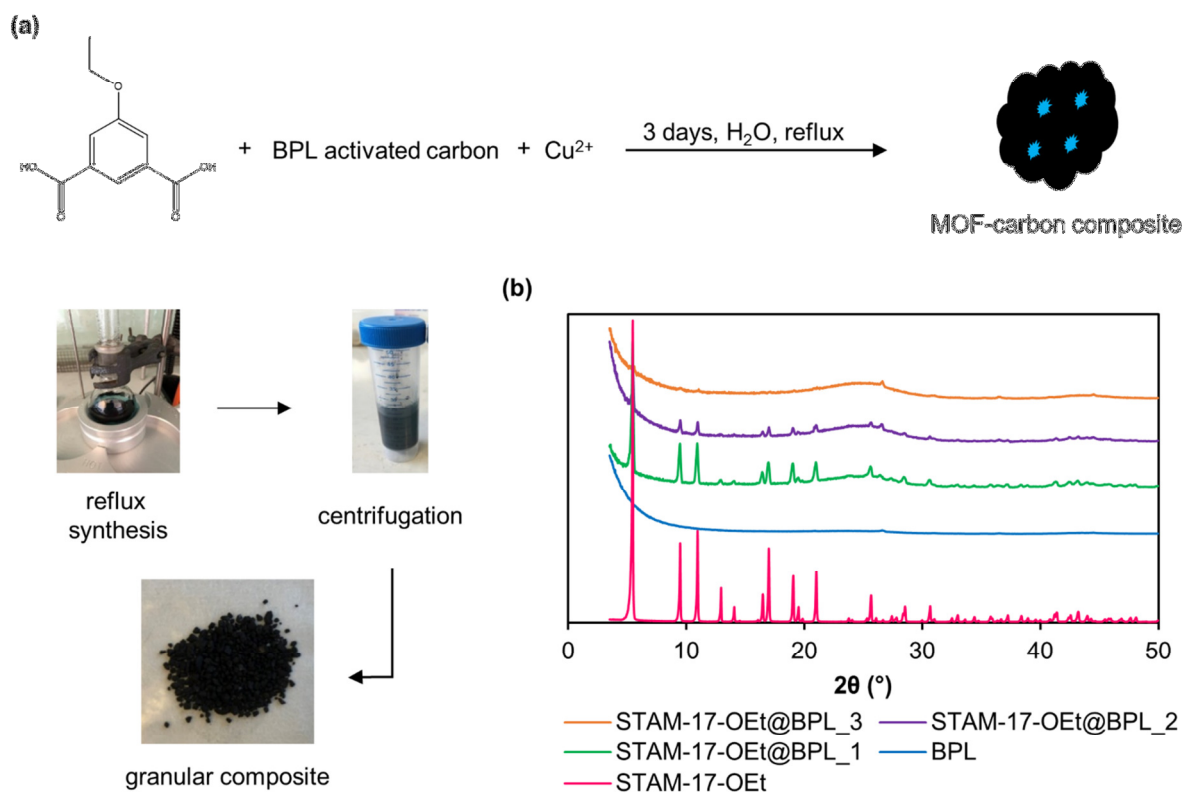 (a)
O
HO
OH
O
O
+ BPL activated carbon + Cu²⁺
3 days, H₂O, reflux
MOF-carbon composite
reflux
synthesis
centrifugation
granular composite
(b)
0 10 20 30 40 50
2θ (°)
STAM-17-OEt@BPL_3 STAM-17-OEt@BPL_2
STAM-17-OEt@BPL_1 BPL
STAM-17-OEt